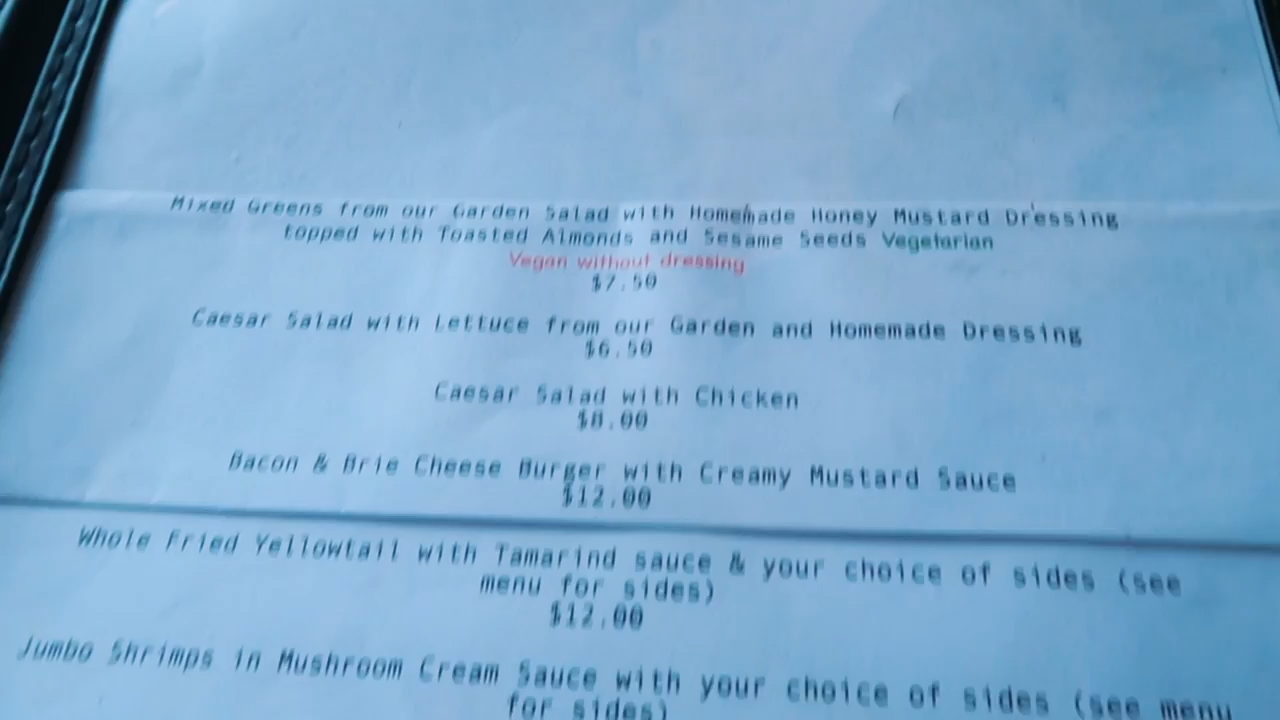 Mixed Greens from our Garden Salad with Homemade Honey Mustard Dressing
topped with Toasted Almonds and Sesame Seeds Vegetarian
Vegan without dressing
$7.50
Caesar Salad with Lettuce from our Garden and Homemade Dressing
$6.50
Caesar Salad with Chicken
$8.00
Bacon & Brie Cheese Burger with Creamy Mustard Sauce
$12.00
Whole Fried Yellowtail with Tamarind sauce & your choice of sides (see
menu for sides)
$12.00
Jumbo Shrimps in Mushroom Cream Sauce with your choice of sides (see menu
for sides)